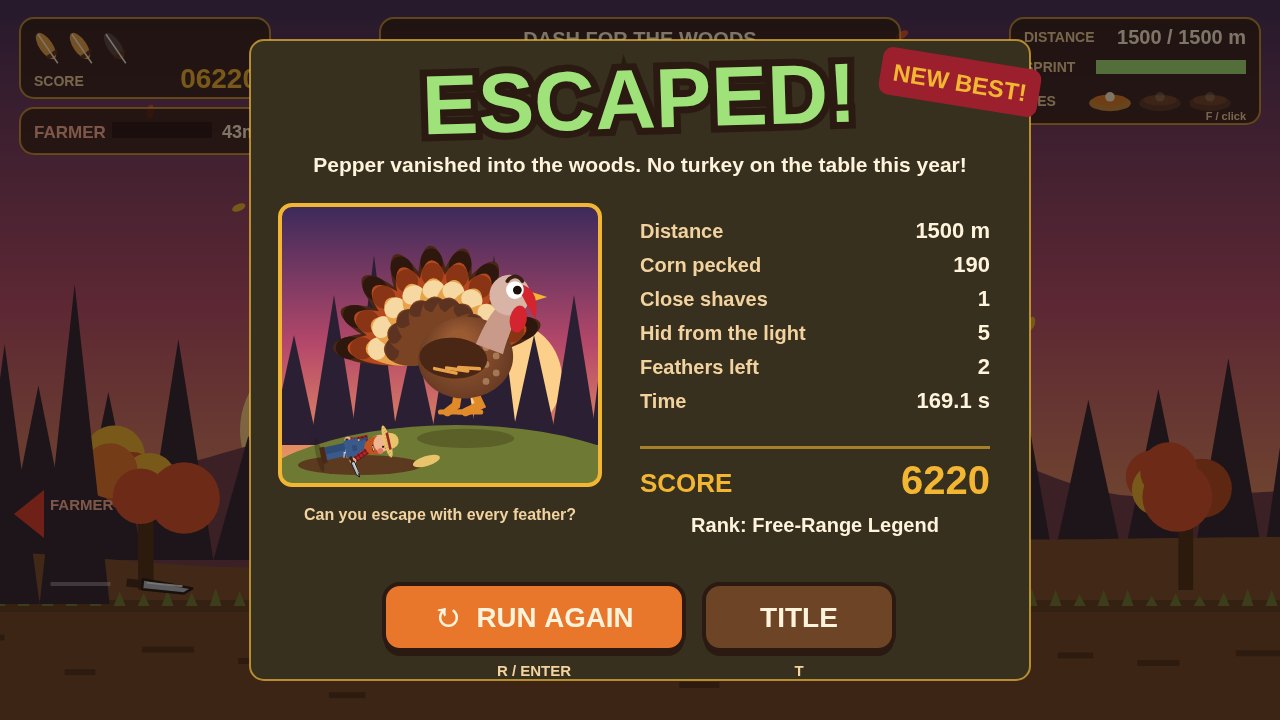 DASH FOR THE WOODS
SCORE 06220
FARMER 43m
DISTANCE 1500 / 1500 m
F / click
ESCAPED!
NEW BEST!
Pepper vanished into the woods. No turkey on the table this year!
Distance 1500 m
Corn pecked 190
Close shaves 1
Hid from the light 5
Feathers left 2
Time 169.1 s
SCORE 6220
Can you escape with every feather?
Rank: Free-Range Legend
FARMER
↻ RUN AGAIN
TITLE
R / ENTER
T